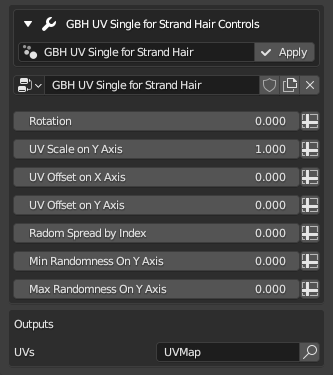 GBH UV Single for Strand Hair Controls
GBH UV Single for Strand Hair Apply
GBH UV Single for Strand Hair
Rotation 0.000
UV Scale on Y Axis 1.000
UV Offset on X Axis 0.000
UV Offset on Y Axis 0.000
Radom Spread by Index 0.000
Min Randomness On Y Axis 0.000
Max Randomness On Y Axis 0.000
Outputs
UVs UVMap